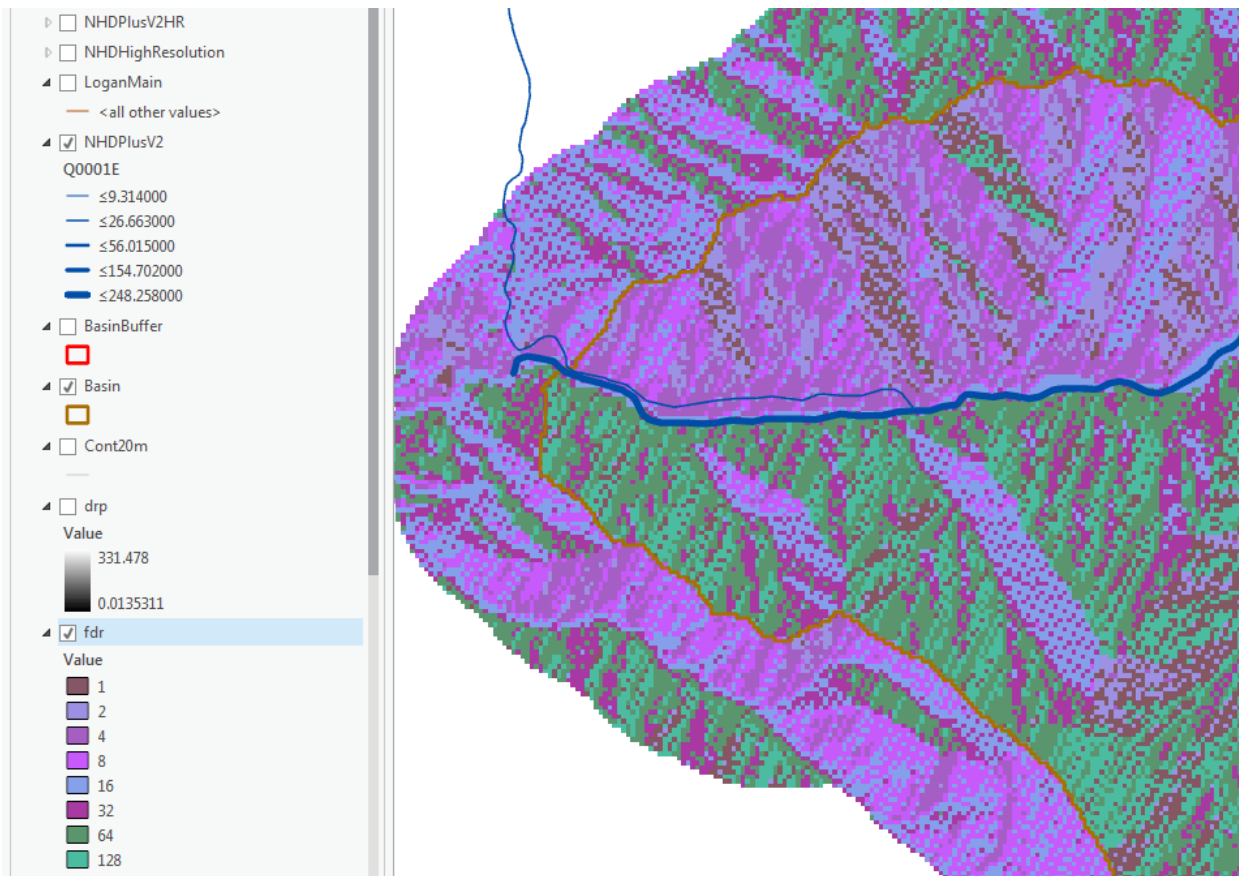 NHDPlusV2HR
NHDHighResolution
LoganMain
<all other values>
NHDPlusV2
Q0001E
≤9.314000
≤26.663000
≤56.015000
≤154.702000
≤248.258000
BasinBuffer
Basin
Cont20m
drp
Value
331.478
0.0135311
fdr
Value
1
2
4
8
16
32
64
128